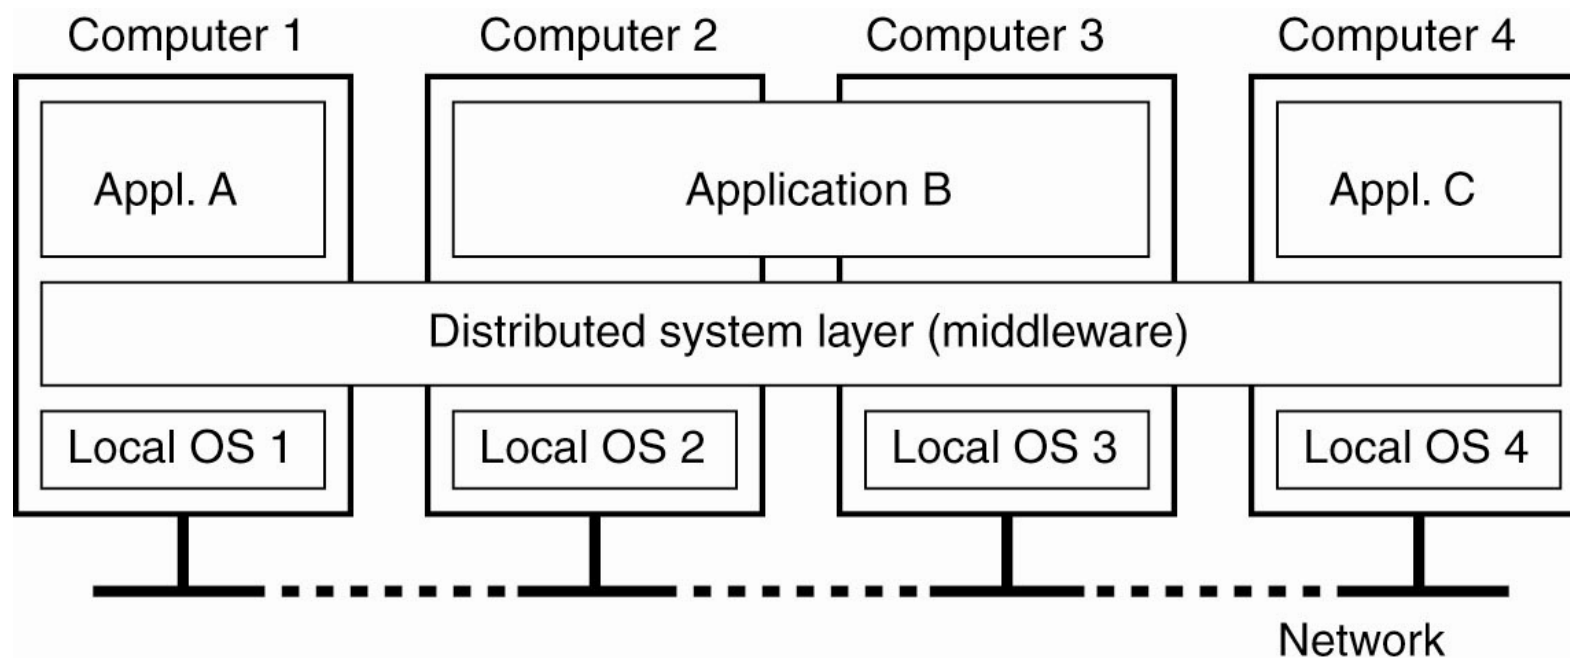 Computer 1
Computer 2
Computer 3
Computer 4
Appl. A
Application B
Appl. C
Distributed system layer (middleware)
Local OS 1
Local OS 2
Local OS 3
Local OS 4
Network